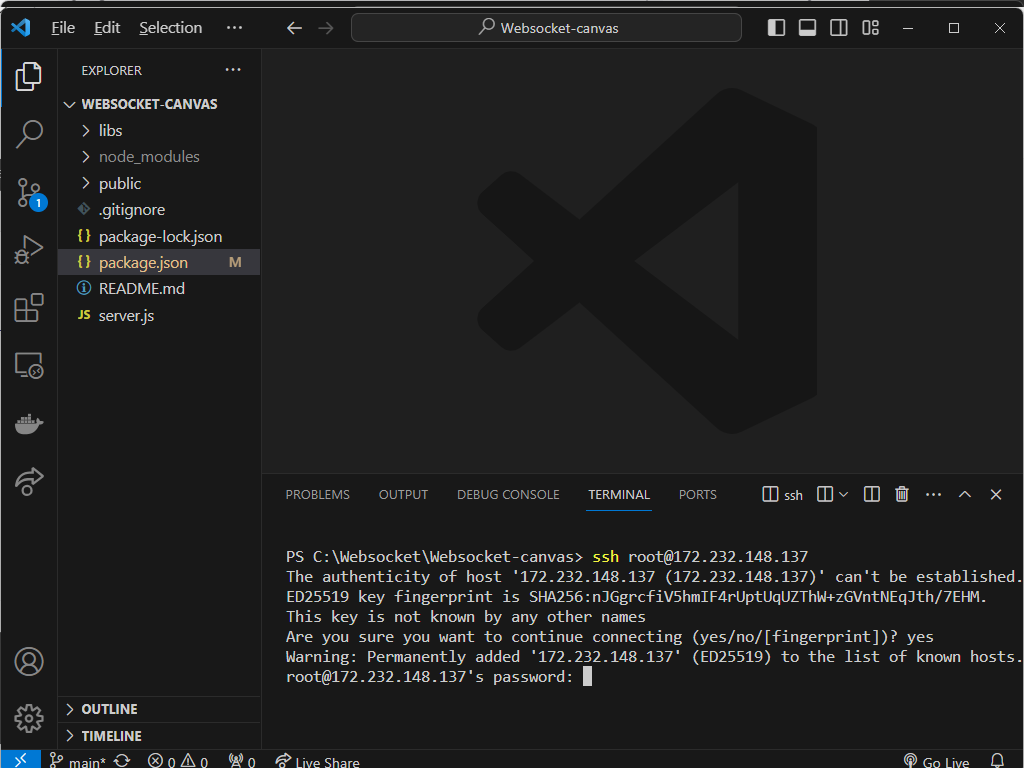 File Edit Selection ... Websocket-canvas
EXPLORER ...
WEBSOCKET-CANVAS
libs
node_modules
public
.gitignore
{} package-lock.json
{} package.json M
README.md
JS server.js
1
OUTLINE
TIMELINE
PROBLEMS OUTPUT DEBUG CONSOLE TERMINAL PORTS ssh ...
PS C:\Websocket\Websocket-canvas> ssh root@172.232.148.137
The authenticity of host '172.232.148.137 (172.232.148.137)' can't be established.
ED25519 key fingerprint is SHA256:nJGgrcfiV5hmIF4rUptUqUZThW+zGVntNEqJth/7EHM.
This key is not known by any other names
Are you sure you want to continue connecting (yes/no/[fingerprint])? yes
Warning: Permanently added '172.232.148.137' (ED25519) to the list of known hosts.
root@172.232.148.137's password:
main* 0 0 0 Live Share Go Live